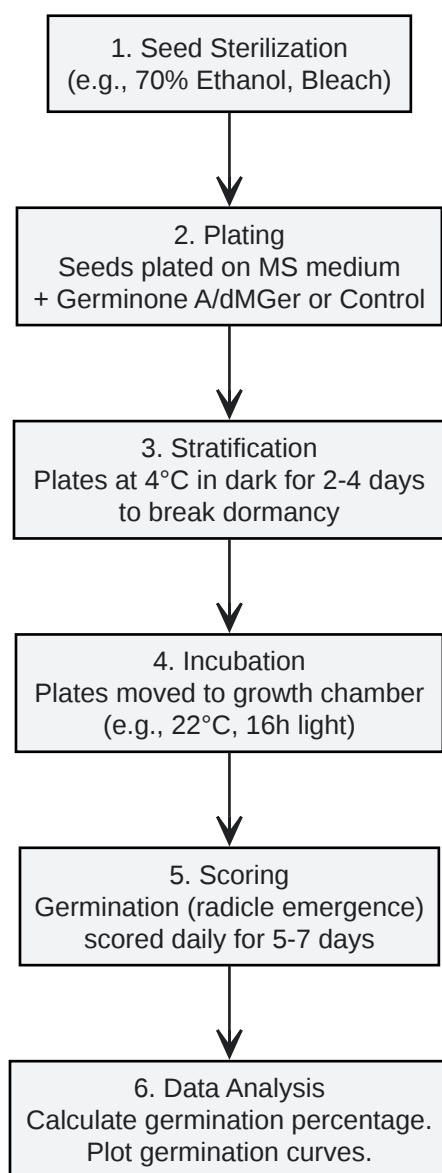 1. Seed Sterilization
(e.g., 70% Ethanol, Bleach)
2. Plating
Seeds plated on MS medium
+ Germinone A/dMGer or Control
3. Stratification
Plates at 4°C in dark for 2-4 days
to break dormancy
4. Incubation
Plates moved to growth chamber
(e.g., 22°C, 16h light)
5. Scoring
Germination (radicle emergence)
scored daily for 5-7 days
6. Data Analysis
Calculate germination percentage.
Plot germination curves.